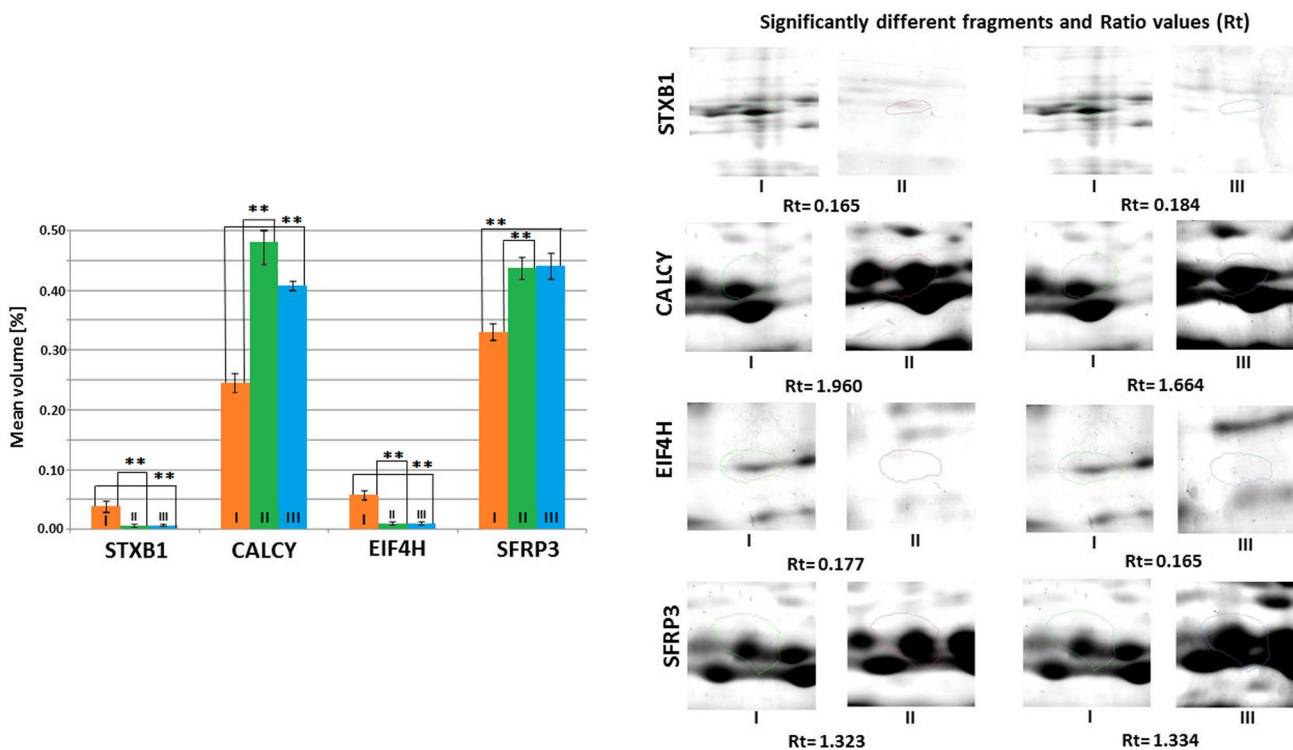 Significantly different fragments and Ratio values (Rt)
Mean volume [%]
0.50
0.40
0.30
0.20
0.10
0.00
** ** ** ** ** ** ** **
I II III I II III I II III I II III
STXB1 CALCY EIF4H SFRP3
STXB1
I II I III
Rt= 0.165 Rt= 0.184
CALCY
I II I III
Rt= 1.960 Rt= 1.664
EIF4H
I II I III
Rt= 0.177 Rt= 0.165
SFRP3
I II I III
Rt= 1.323 Rt= 1.334